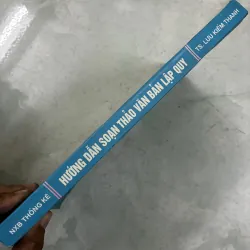 TS. LƯU KIẾM THANH
HƯỚNG DẪN SOẠN THẢO VĂN BẢN LẬP QUY
NXB THỐNG KÊ